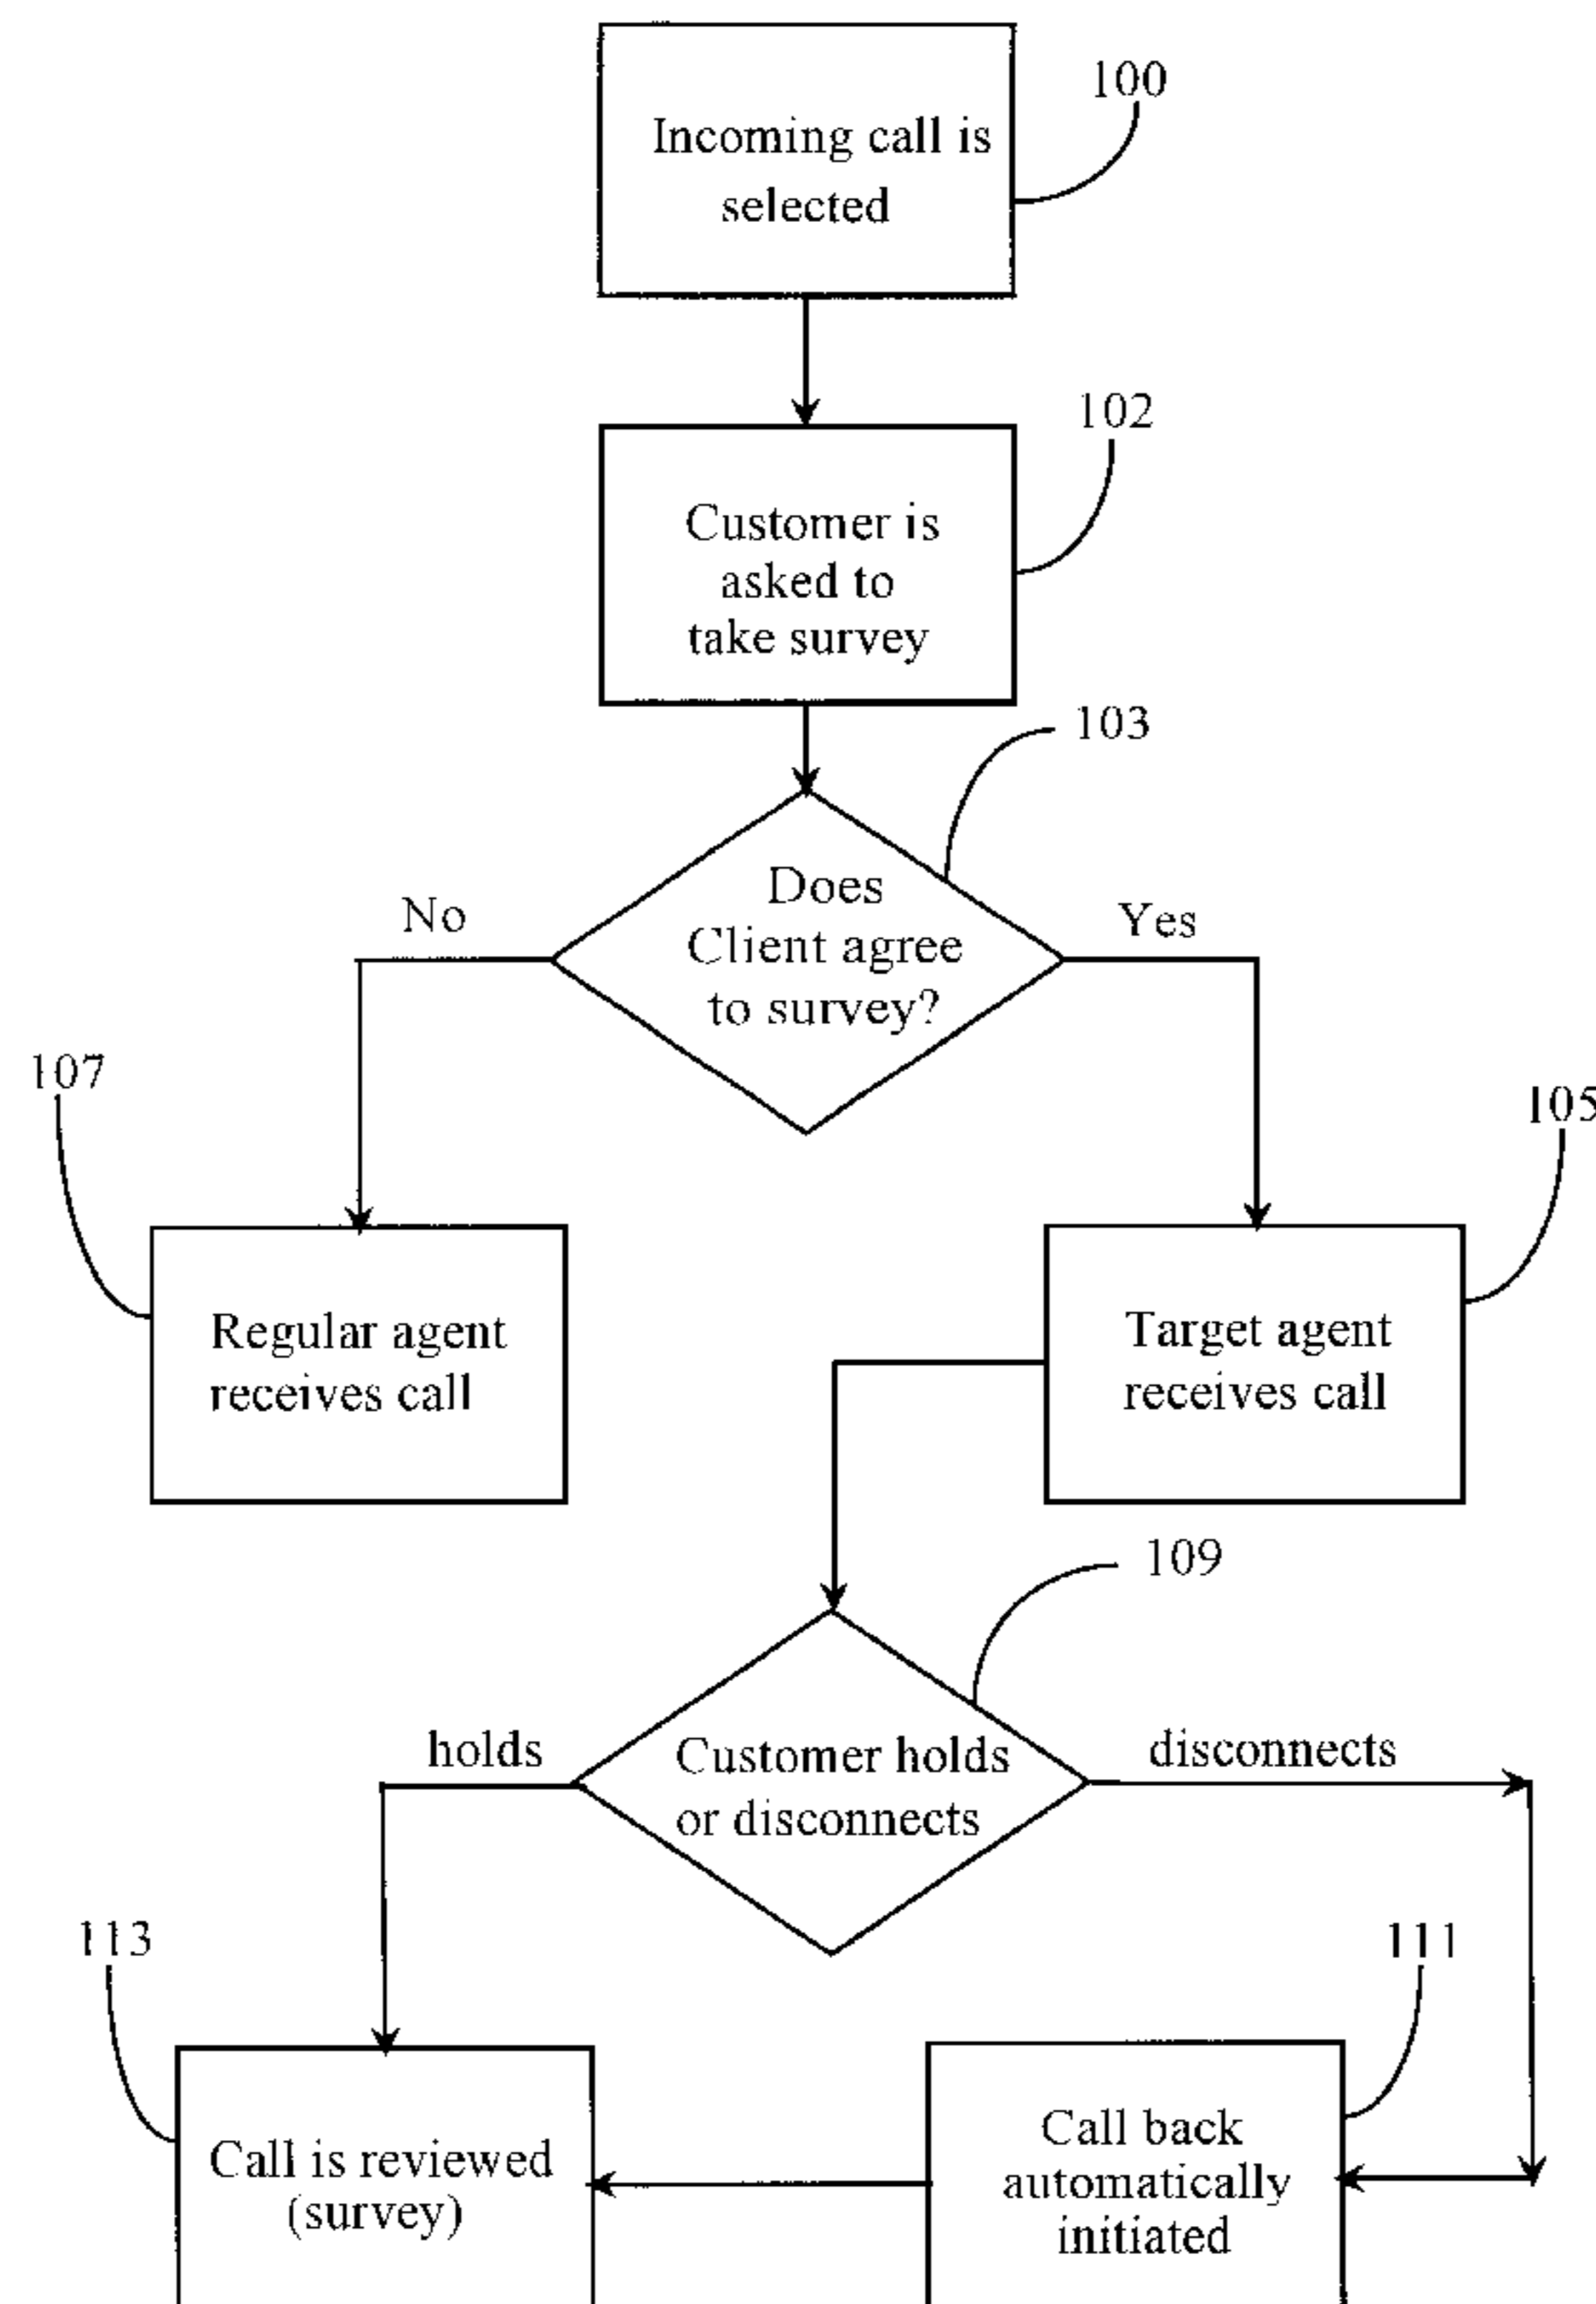 100
Incoming call is
selected
102
Customer is
asked to
take survey
103
Does
Client agree
to survey?
No
Yes
107
105
Regular agent
receives call
Target agent
receives call
109
Customer holds
or disconnects
holds
disconnects
113
111
Call is reviewed
(survey)
Call back
automatically
initiated